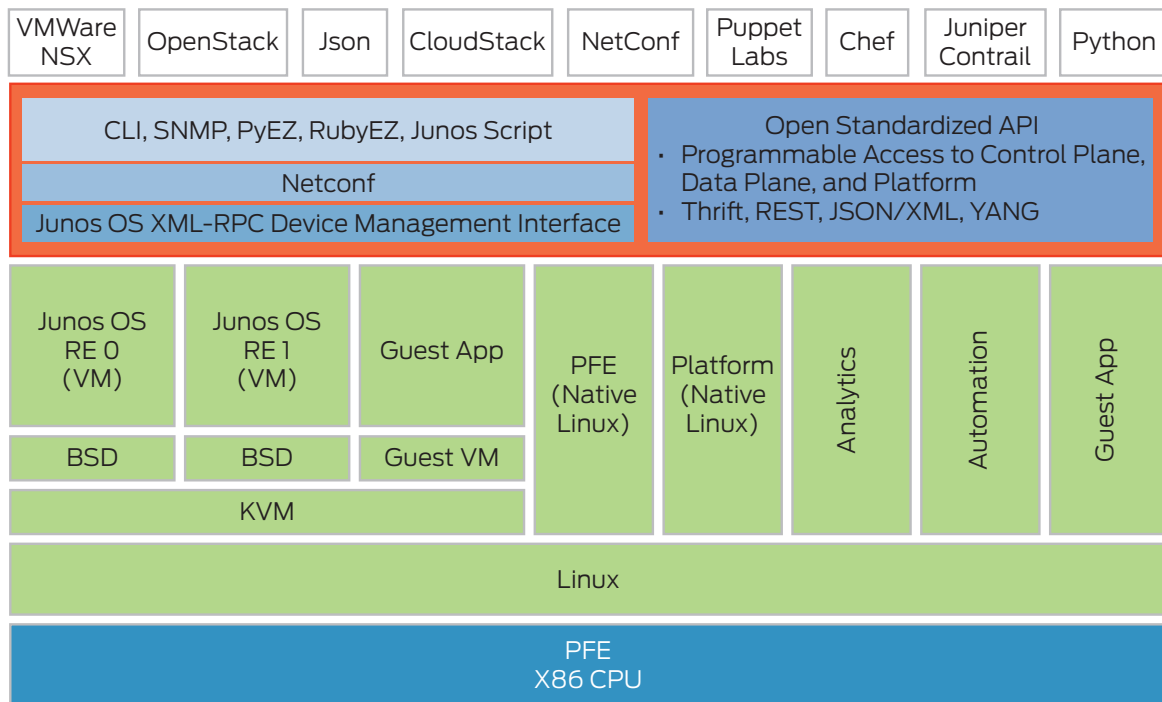 VMWare
NSX
OpenStack
Json
CloudStack
NetConf
Puppet
Labs
Chef
Juniper
Contrail
Python
CLI, SNMP, PyEZ, RubyEZ, Junos Script
Netconf
Junos OS XML-RPC Device Management Interface
Open Standardized API
• Programmable Access to Control Plane,
Data Plane, and Platform
• Thrift, REST, JSON/XML, YANG
Junos OS
RE 0
(VM)
Junos OS
RE 1
(VM)
Guest App
PFE
(Native
Linux)
Platform
(Native
Linux)
Analytics
Automation
Guest App
BSD
BSD
Guest VM
KVM
Linux
PFE
X86 CPU